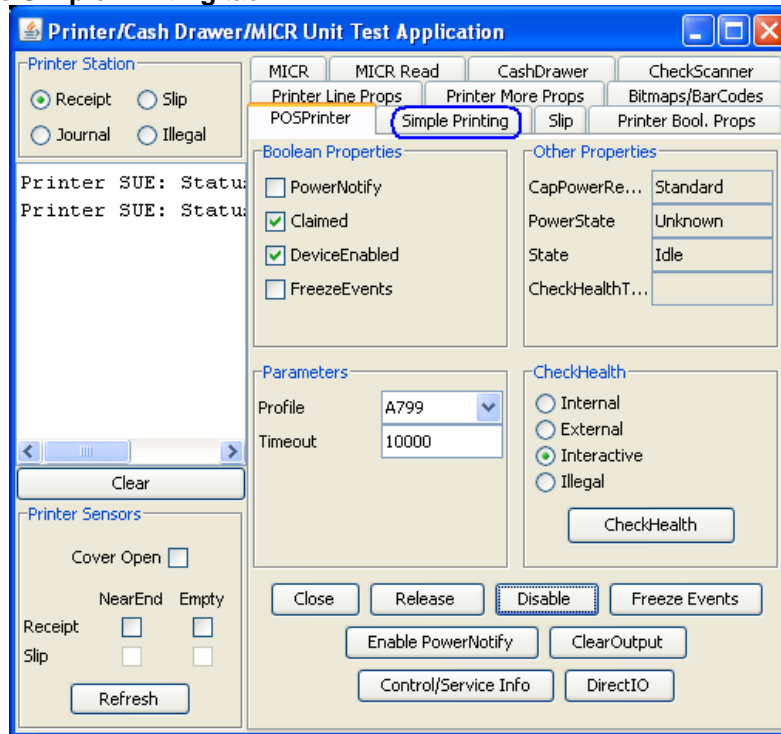 Printer/Cash Drawer/MICR Unit Test Application
Printer Station
Receipt Slip
Journal Illegal
MICR MICR Read CashDrawer CheckScanner
Printer Line Props Printer More Props Bitmaps/BarCodes
POSPrinter Simple Printing Slip Printer Bool. Props
Printer SUE: Statu
Printer SUE: Statu
Clear
Printer Sensors
Cover Open
NearEnd Empty
Receipt
Slip
Refresh
Boolean Properties
PowerNotify
Claimed
DeviceEnabled
FreezeEvents
Other Properties
CapPowerRe... Standard
PowerState Unknown
State Idle
CheckHealthT...
Parameters
Profile A799
Timeout 10000
CheckHealth
Internal
External
Interactive
Illegal
CheckHealth
Close Release Disable Freeze Events
Enable PowerNotify ClearOutput
Control/Service Info DirectIO